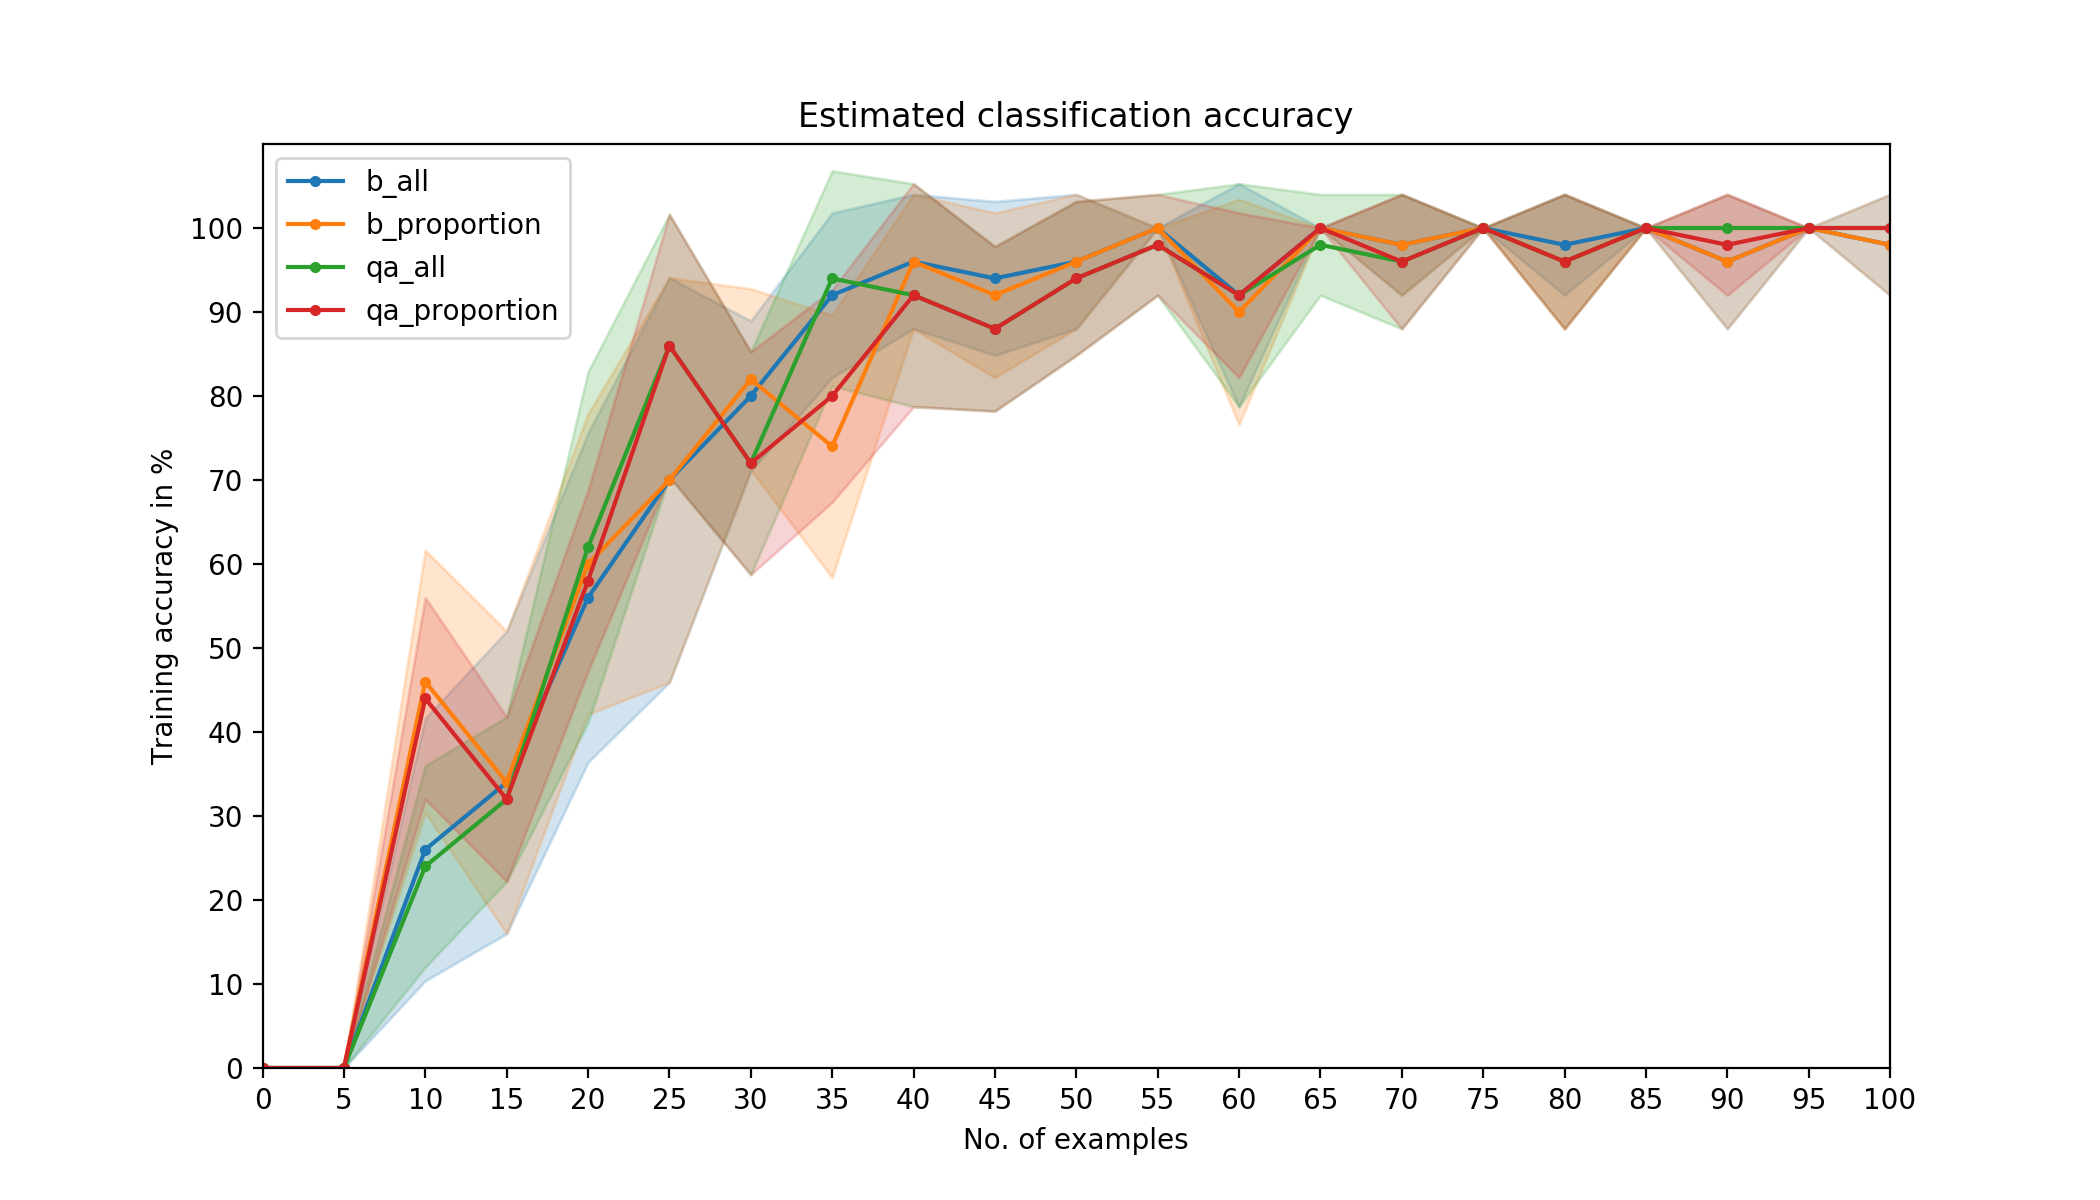 Estimated classification accuracy
b_all
b_proportion
qa_all
qa_proportion
100
90
80
70
60
50
40
30
20
10
0
Training accuracy in %
0 5 10 15 20 25 30 35 40 45 50 55 60 65 70 75 80 85 90 95 100
No. of examples